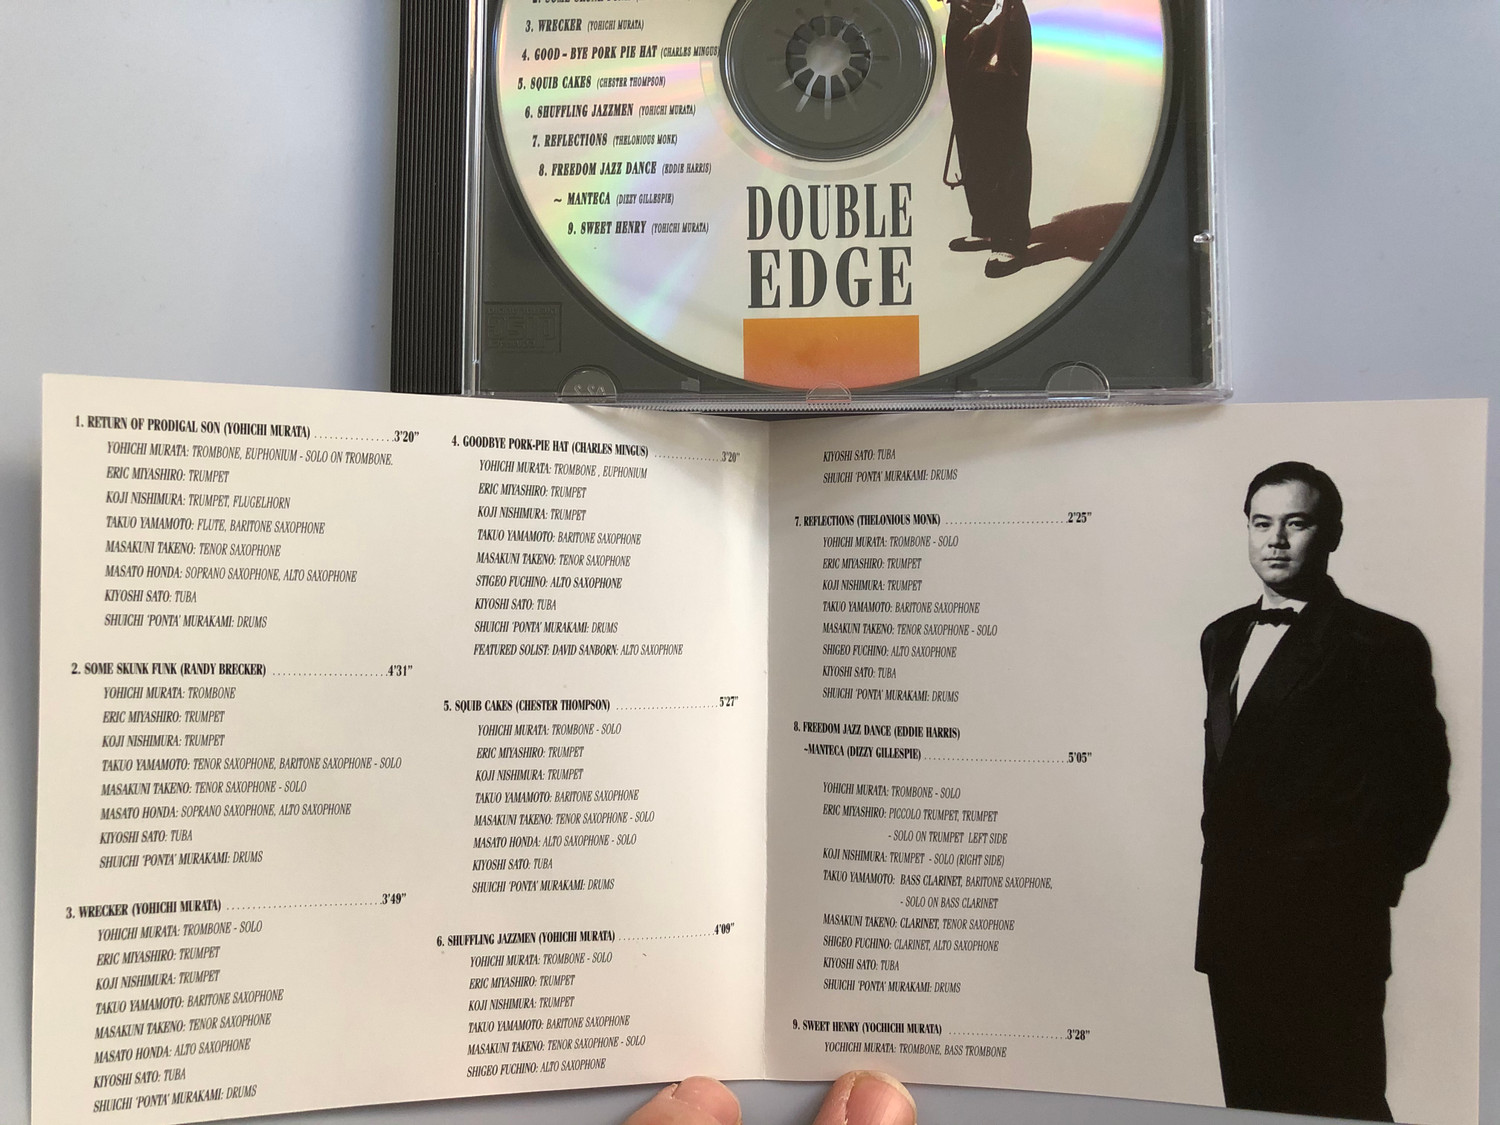 3. WRECKER (YOHICHI MURATA)
4. GOOD – BYE PORK PIE HAT (CHARLES MINGUS)
5. SQUIB CAKES (CHESTER THOMPSON)
6. SHUFFLING JAZZMEN (YOHICHI MURATA)
7. REFLECTIONS (THELONIOUS MONK)
8. FREEDOM JAZZ DANCE (EDDIE HARRIS)
~ MANTECA (DIZZY GILLESPIE)
9. SWEET HENRY (YOHICHI MURATA)
DOUBLE
EDGE
1. RETURN OF PRODIGAL SON (YOHICHI MURATA) ................3'20"
YOHICHI MURATA: TROMBONE, EUPHONIUM - SOLO ON TROMBONE.
ERIC MIYASHIRO: TRUMPET
KOJI NISHIMURA: TRUMPET, FLUGELHORN
TAKUO YAMAMOTO: FLUTE, BARITONE SAXOPHONE
MASAKUNI TAKENO: TENOR SAXOPHONE
MASATO HONDA: SOPRANO SAXOPHONE, ALTO SAXOPHONE
KIYOSHI SATO: TUBA
SHUICHI 'PONTA' MURAKAMI: DRUMS
2. SOME SKUNK FUNK (RANDY BRECKER) .......................4'31"
YOHICHI MURATA: TROMBONE
ERIC MIYASHIRO: TRUMPET
KOJI NISHIMURA: TRUMPET
TAKUO YAMAMOTO: TENOR SAXOPHONE, BARITONE SAXOPHONE - SOLO
MASAKUNI TAKENO: TENOR SAXOPHONE - SOLO
MASATO HONDA: SOPRANO SAXOPHONE, ALTO SAXOPHONE
KIYOSHI SATO: TUBA
SHUICHI 'PONTA' MURAKAMI: DRUMS
3. WRECKER (YOHICHI MURATA) ................................3'49"
YOHICHI MURATA: TROMBONE - SOLO
ERIC MIYASHIRO: TRUMPET
KOJI NISHIMURA: TRUMPET
TAKUO YAMAMOTO: BARITONE SAXOPHONE
MASAKUNI TAKENO: TENOR SAXOPHONE
MASATO HONDA: ALTO SAXOPHONE
KIYOSHI SATO: TUBA
SHUICHI 'PONTA' MURAKAMI: DRUMS
4. GOODBYE PORK-PIE HAT (CHARLES MINGUS) ................3'20"
YOHICHI MURATA: TROMBONE , EUPHONIUM
ERIC MIYASHIRO: TRUMPET
KOJI NISHIMURA: TRUMPET
TAKUO YAMAMOTO: BARITONE SAXOPHONE
MASAKUNI TAKENO: TENOR SAXOPHONE
STIGEO FUCHINO: ALTO SAXOPHONE
KIYOSHI SATO: TUBA
SHUICHI 'PONTA' MURAKAMI: DRUMS
FEATURED SOLIST: DAVID SANBORN: ALTO SAXOPHONE
5. SQUIB CAKES (CHESTER THOMPSON) .......................5'27"
YOHICHI MURATA: TROMBONE - SOLO
ERIC MIYASHIRO: TRUMPET
KOJI NISHIMURA: TRUMPET
TAKUO YAMAMOTO: BARITONE SAXOPHONE
MASAKUNI TAKENO: TENOR SAXOPHONE - SOLO
MASATO HONDA: ALTO SAXOPHONE - SOLO
KIYOSHI SATO: TUBA
SHUICHI 'PONTA' MURAKAMI: DRUMS
6. SHUFFLING JAZZMEN (YOHICHI MURATA) .....................4'09"
YOHICHI MURATA: TROMBONE - SOLO
ERIC MIYASHIRO: TRUMPET
KOJI NISHIMURA: TRUMPET
TAKUO YAMAMOTO: BARITONE SAXOPHONE
MASAKUNI TAKENO: TENOR SAXOPHONE - SOLO
SHIGEO FUCHINO: ALTO SAXOPHONE
KIYOSHI SATO: TUBA
SHUICHI 'PONTA' MURAKAMI: DRUMS
7. REFLECTIONS (THELONIOUS MONK) ..........................2'25"
YOHICHI MURATA: TROMBONE - SOLO
ERIC MIYASHIRO: TRUMPET
KOJI NISHIMURA: TRUMPET
TAKUO YAMAMOTO: BARITONE SAXOPHONE
MASAKUNI TAKENO: TENOR SAXOPHONE - SOLO
SHIGEO FUCHINO: ALTO SAXOPHONE
KIYOSHI SATO: TUBA
SHUICHI 'PONTA' MURAKAMI: DRUMS
8. FREEDOM JAZZ DANCE (EDDIE HARRIS)
~MANTECA (DIZZY GILLESPIE) ...............................5'05"
YOHICHI MURATA: TROMBONE - SOLO
ERIC MIYASHIRO: PICCOLO TRUMPET, TRUMPET
- SOLO ON TRUMPET LEFT SIDE
KOJI NISHIMURA: TRUMPET - SOLO (RIGHT SIDE)
TAKUO YAMAMOTO: BASS CLARINET, BARITONE SAXOPHONE,
- SOLO ON BASS CLARINET
MASAKUNI TAKENO: CLARINET, TENOR SAXOPHONE
SHIGEO FUCHINO: CLARINET, ALTO SAXOPHONE
KIYOSHI SATO: TUBA
SHUICHI 'PONTA' MURAKAMI: DRUMS
9. SWEET HENRY (YOCHICHI MURATA) .........................3'28"
YOCHICHI MURATA: TROMBONE, BASS TROMBONE